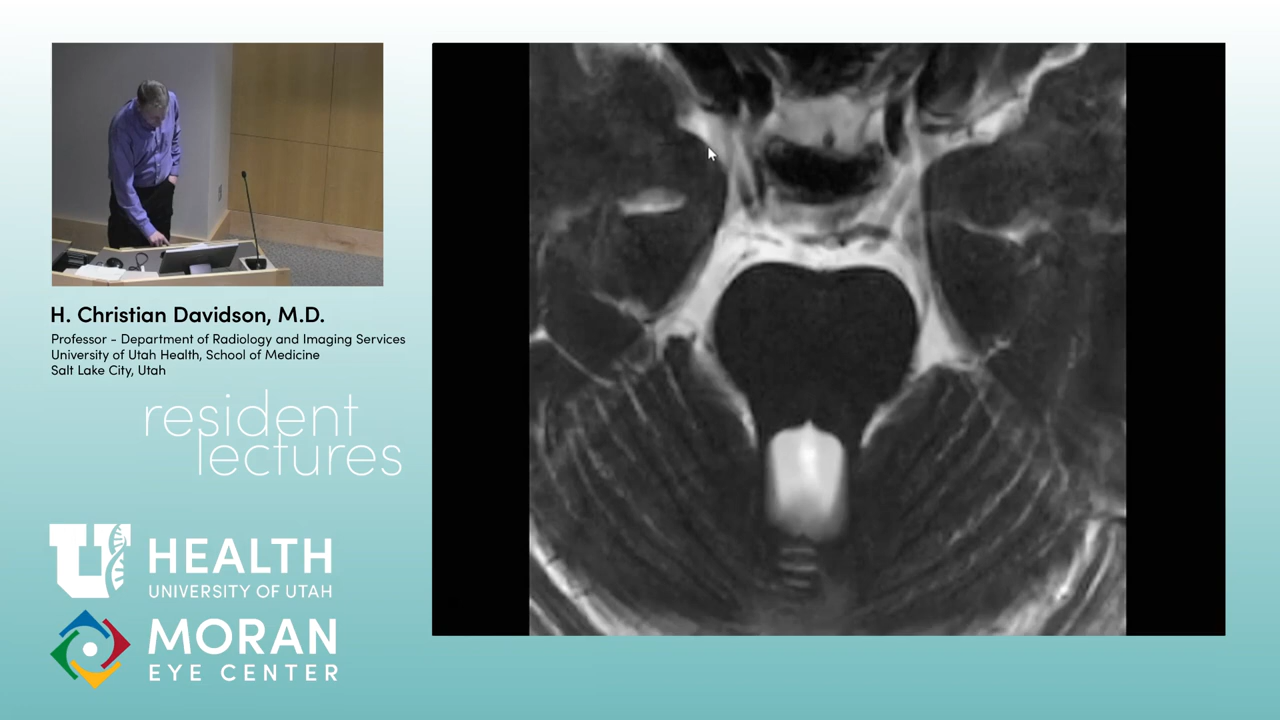 H. Christian Davidson, M.D.
Professor - Department of Radiology and Imaging Services
University of Utah Health, School of Medicine
Salt Lake City, Utah
resident
lectures
U HEALTH
UNIVERSITY OF UTAH
MORAN
EYE CENTER